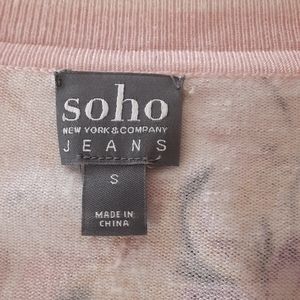 soho
NEW YORK & COMPANY
JEANS
S
MADE IN
CHINA